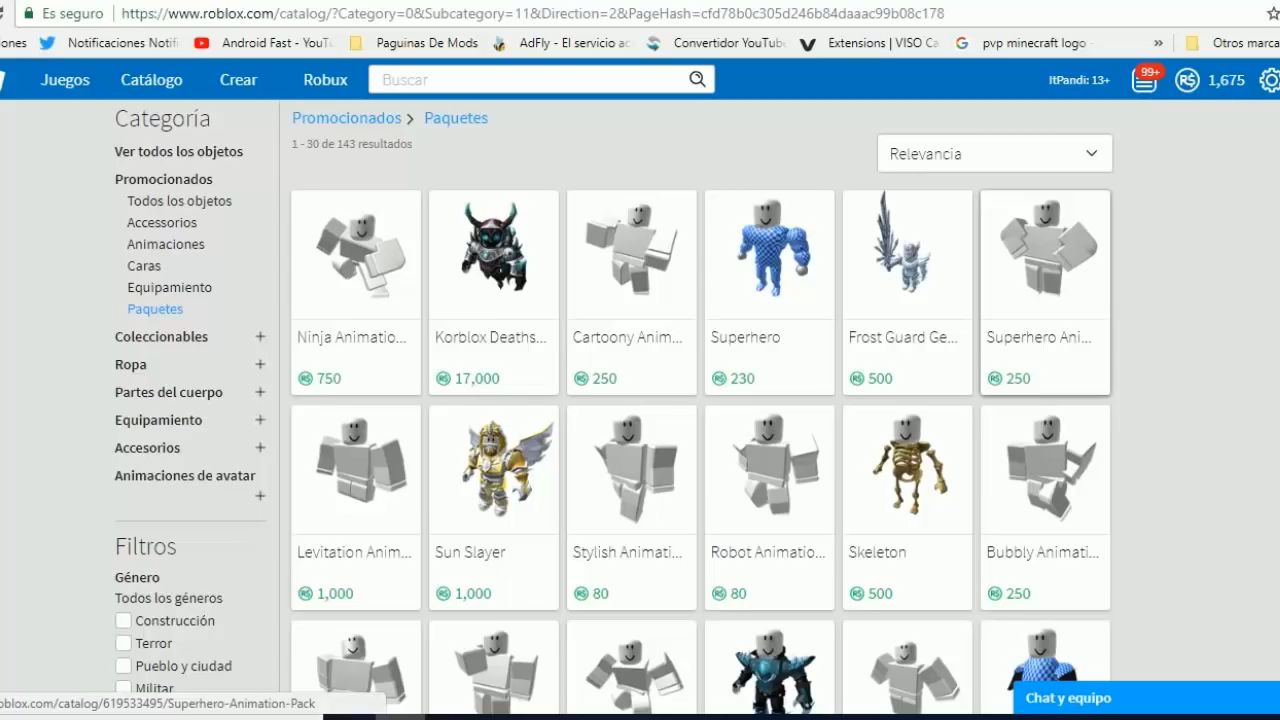 Es seguro https://www.roblox.com/catalog/?Category=0&Subcategory=11&Direction=2&PageHash=cfd78b0c305d246b84daaac99b08c178
ones Notificaciones Notifi Android Fast - YouTu Paguinas De Mods AdFly - El servicio ac Convertidor YouTube Extensions | VISO Ca pvp minecraft logo - » Otros marca
Juegos Catálogo Crear Robux Buscar ItPandi: 13+ 99+ R$ 1,675
Categoría
Ver todos los objetos
Promocionados
Todos los objetos
Accessorios
Animaciones
Caras
Equipamiento
Paquetes
Coleccionables +
Ropa +
Partes del cuerpo +
Equipamiento +
Accesorios +
Animaciones de avatar
+
Filtros
Género
Todos los géneros
Construcción
Terror
Pueblo y ciudad
Militar
Promocionados > Paquetes
1 - 30 de 143 resultados
Relevancia
Ninja Animatio... Korblox Deaths... Cartoony Anim... Superhero Frost Guard Ge... Superhero Ani...
R$ 750 R$ 17,000 R$ 250 R$ 230 R$ 500 R$ 250
Levitation Anim... Sun Slayer Stylish Animati... Robot Animatio... Skeleton Bubbly Animati...
R$ 1,000 R$ 1,000 R$ 80 R$ 80 R$ 500 R$ 250
Chat y equipo
oblox.com/catalog/619533495/Superhero-Animation-Pack